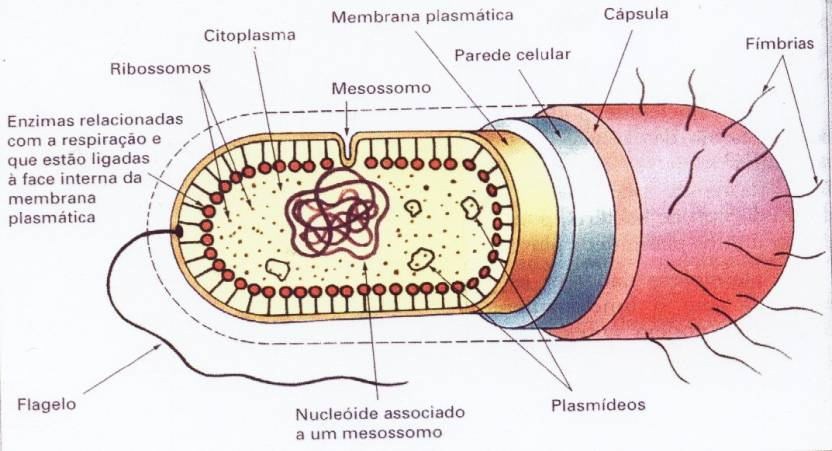 Membrana plasmática
Cápsula
Citoplasma
Parede celular
Fímbrias
Ribossomos
Mesossomo
Enzimas relacionadas
com a respiração e
que estão ligadas
à face interna da
membrana
plasmática
Flagelo
Nucleóide associado
a um mesossomo
Plasmídeos